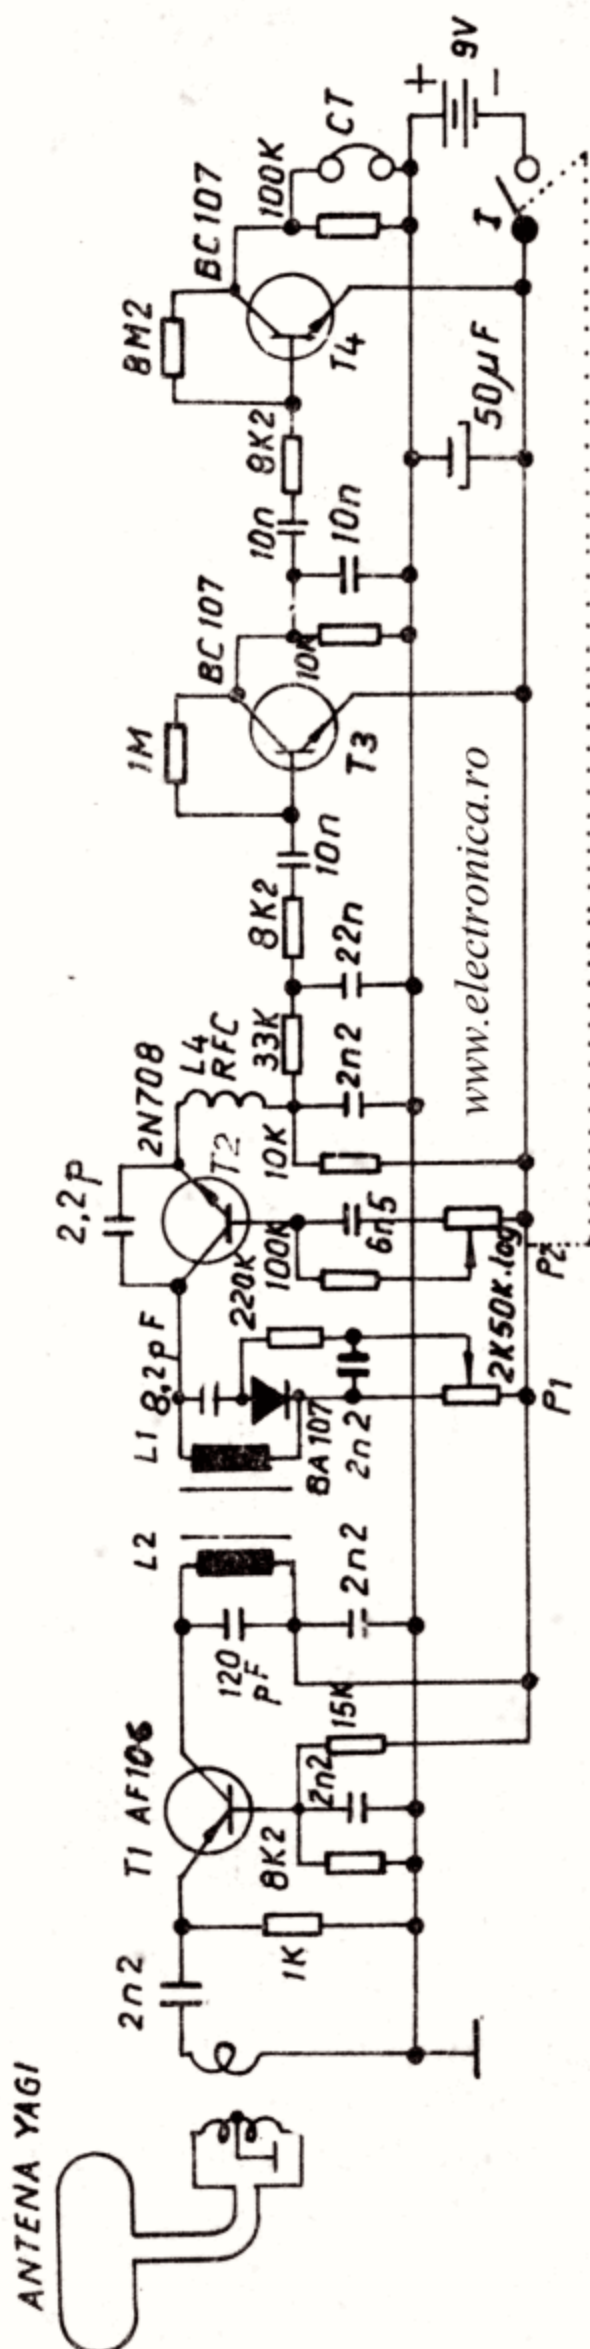 ANTENA YAGI
2n2
T1 AF106
1K
8K2
2n2
15K
120
pF
2n2
L2
L1
8,2pF
BA107
2n2
220K
100K
6n5
2K50K.log
P1
P2
2,2p
2N708
T2
L4
RFC
10K
33K
2n2
22n
8K2
10n
1M
BC107
T3
10K
10n
10n
8K2
8M2
BC107
T4
100K
CT
50µF
I
+
9V
−
www.electronica.ro